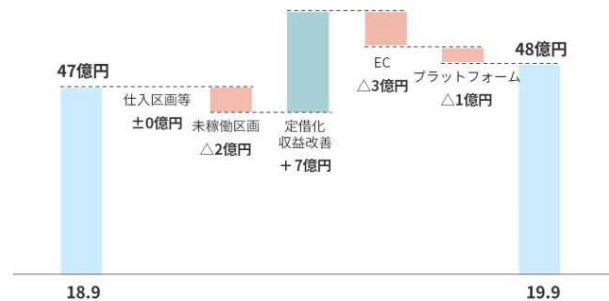 47億円
仕入区画等
±0億円
未稼働区画
△2億円
定借化
収益改善
＋7億円
EC
△3億円
プラットフォーム
△1億円
48億円
18.9
19.9